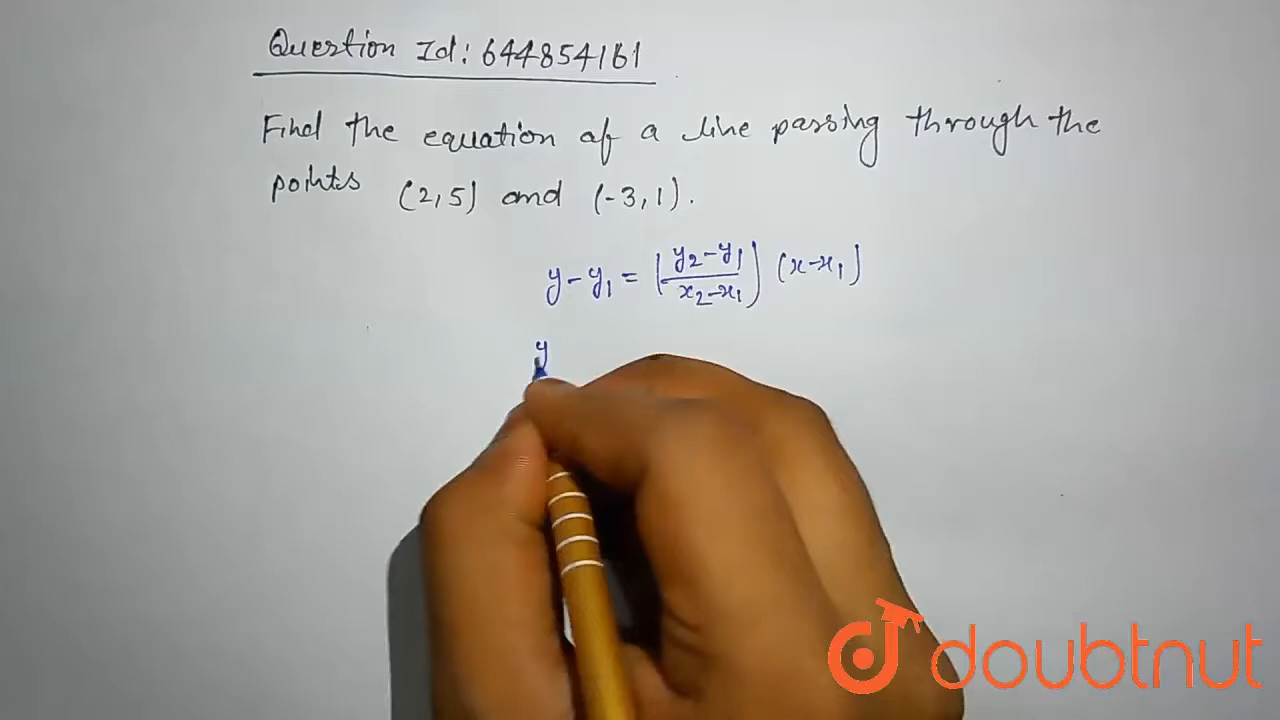 Question Id: 644854161
Find the equation of a line passing through the
points (2,5) and (-3,1).
y-y₁ = (y₂-y₁/x₂-x₁) (x-x₁)
y
doubtnut